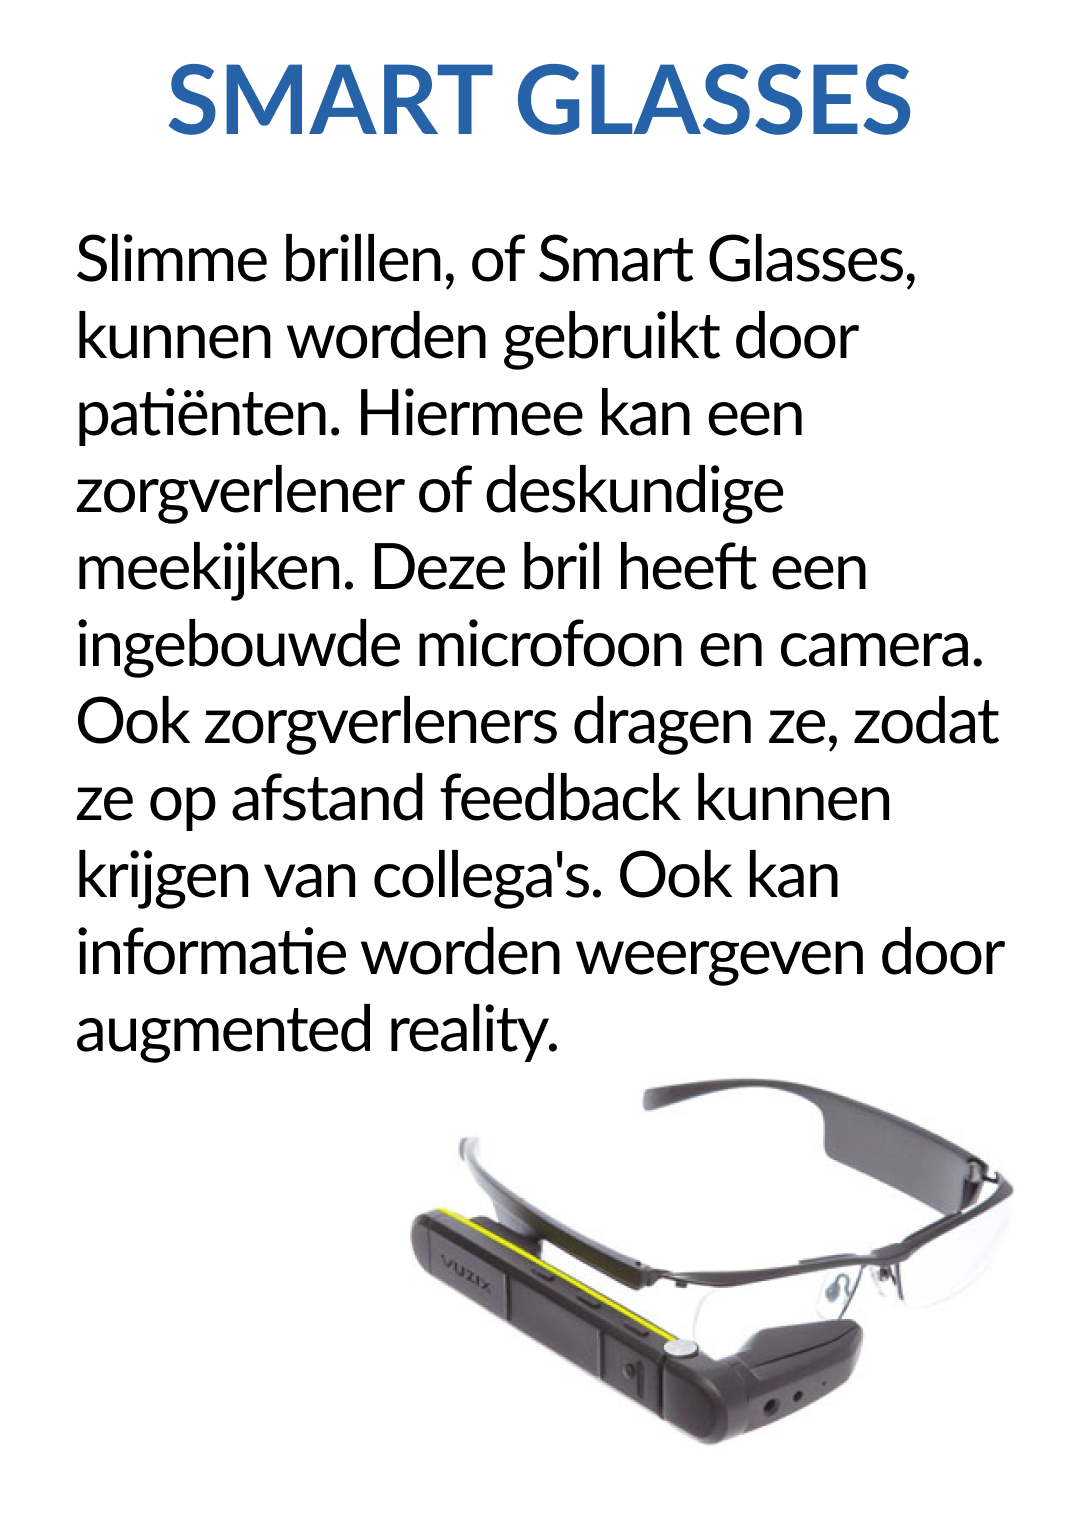 SMART GLASSES
Slimme brillen, of Smart Glasses,
kunnen worden gebruikt door
patiënten. Hiermee kan een
zorgverlener of deskundige
meekijken. Deze bril heeft een
ingebouwde microfoon en camera.
Ook zorgverleners dragen ze, zodat
ze op afstand feedback kunnen
krijgen van collega's. Ook kan
informatie worden weergeven door
augmented reality.
VUZIX